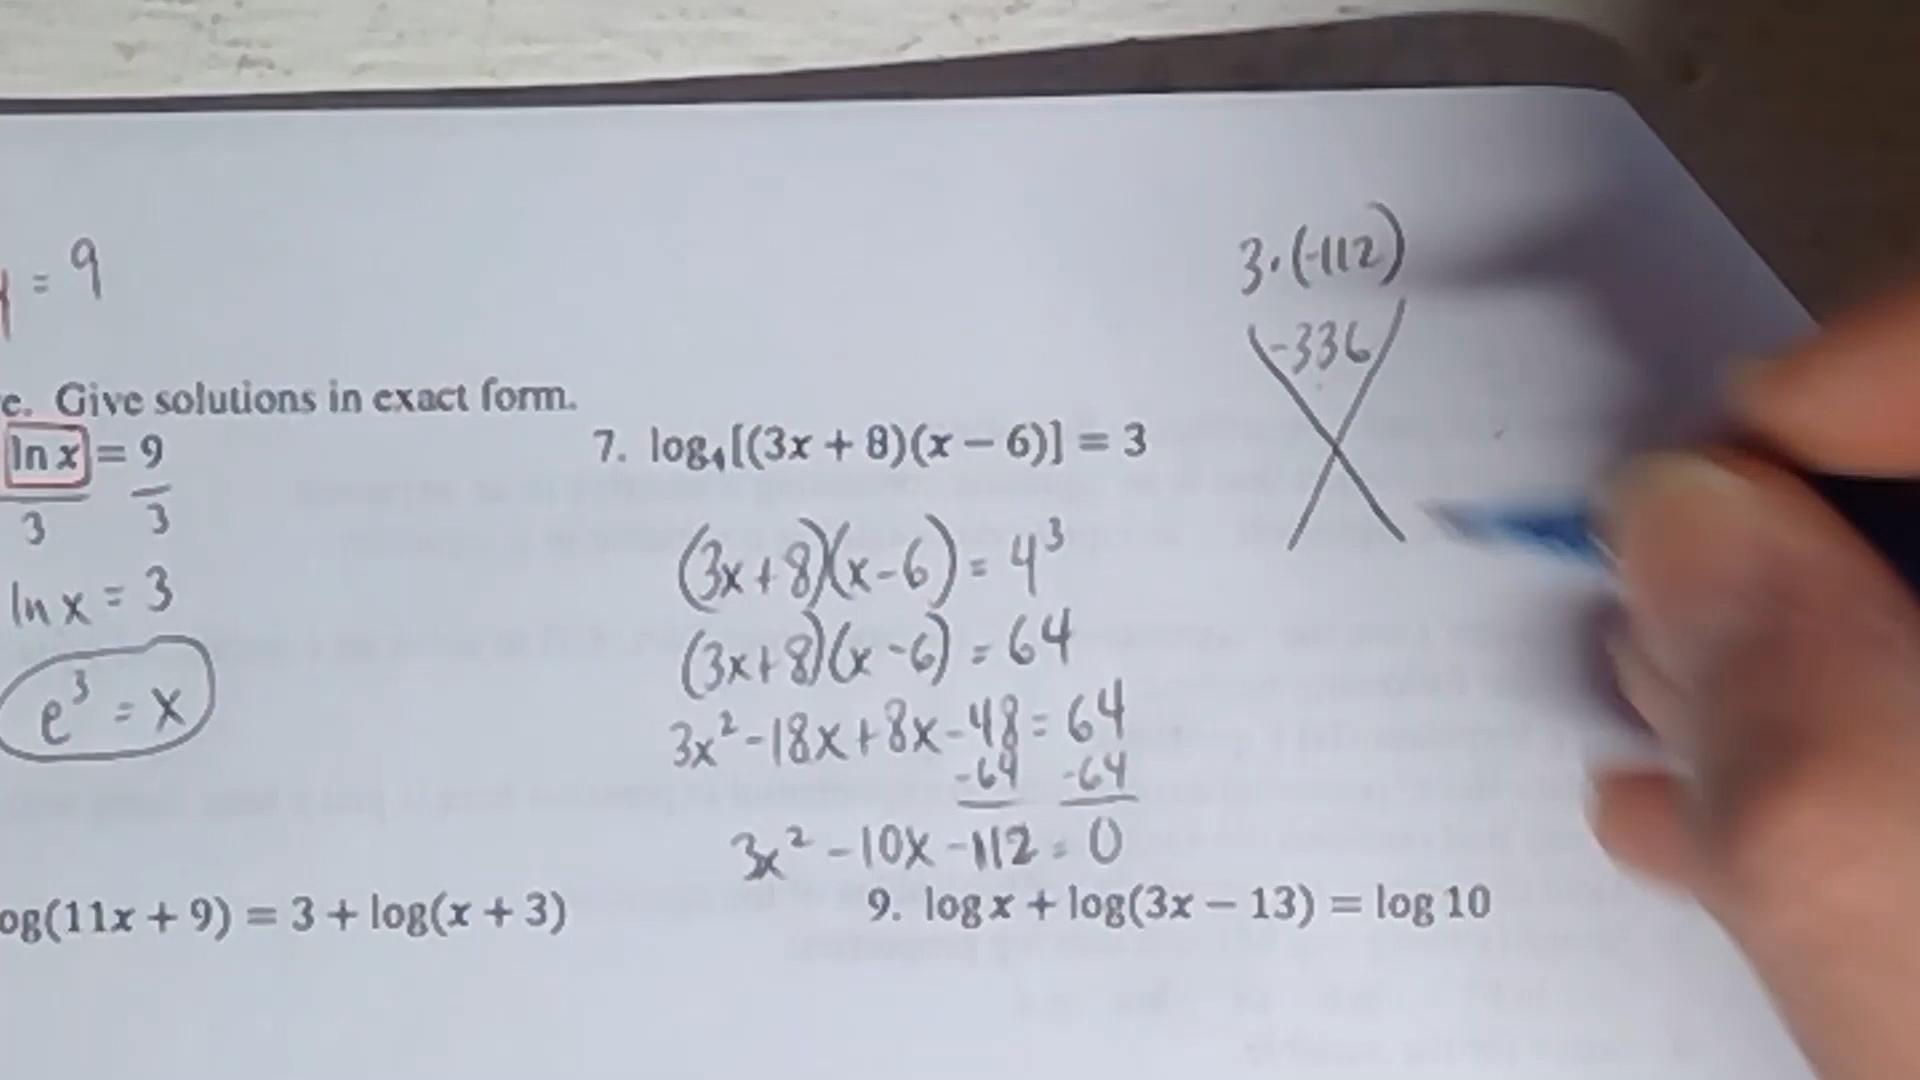 = 9
3·(-112)
-336
e. Give solutions in exact form.
ln x = 9
3 3
ln x = 3
e³ = x
7. log₄[(3x + 8)(x − 6)] = 3
(3x+8)(x-6) = 4³
(3x+8)(x-6) = 64
3x²-18x+8x-48 = 64
-64 -64
3x² -10x -112 = 0
og(11x + 9) = 3 + log(x + 3)
9. log x + log(3x − 13) = log 10